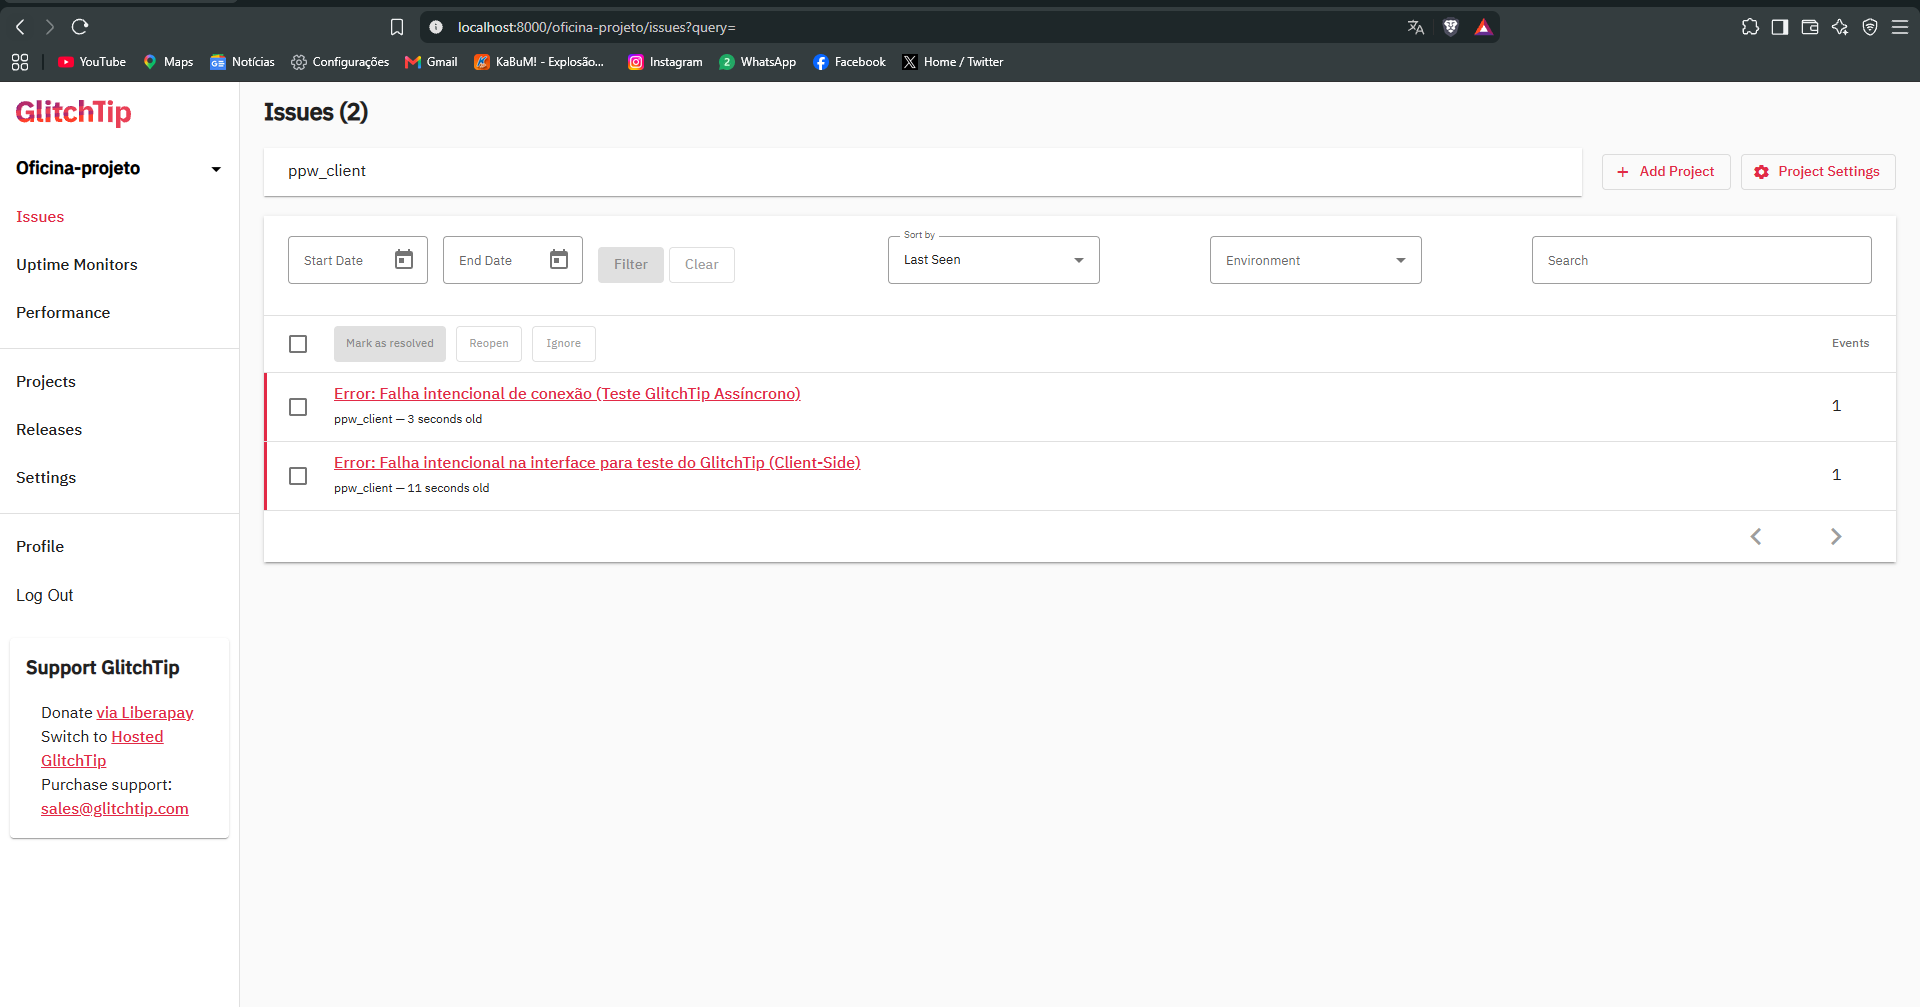 localhost:8000/oficina-projeto/issues?query=
YouTube Maps Notícias Configurações Gmail KaBuM! - Explosão... Instagram 2 WhatsApp Facebook Home / Twitter
GlitchTip
Oficina-projeto
Issues
Uptime Monitors
Performance
Projects
Releases
Settings
Profile
Log Out
Support GlitchTip
Donate via Liberapay
Switch to Hosted
GlitchTip
Purchase support:
sales@glitchtip.com
Issues (2)
ppw_client
Add Project
Project Settings
Start Date
End Date
Filter
Clear
Sort by
Last Seen
Environment
Search
Mark as resolved
Reopen
Ignore
Events
Error: Falha intencional de conexão (Teste GlitchTip Assíncrono)
ppw_client — 3 seconds old
1
Error: Falha intencional na interface para teste do GlitchTip (Client-Side)
ppw_client — 11 seconds old
1